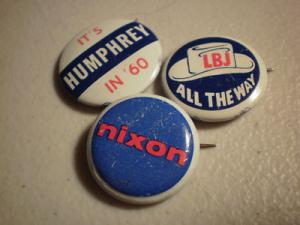 IT'S
HUMPHREY
IN '60
LBJ
ALL THE WAY
nixon